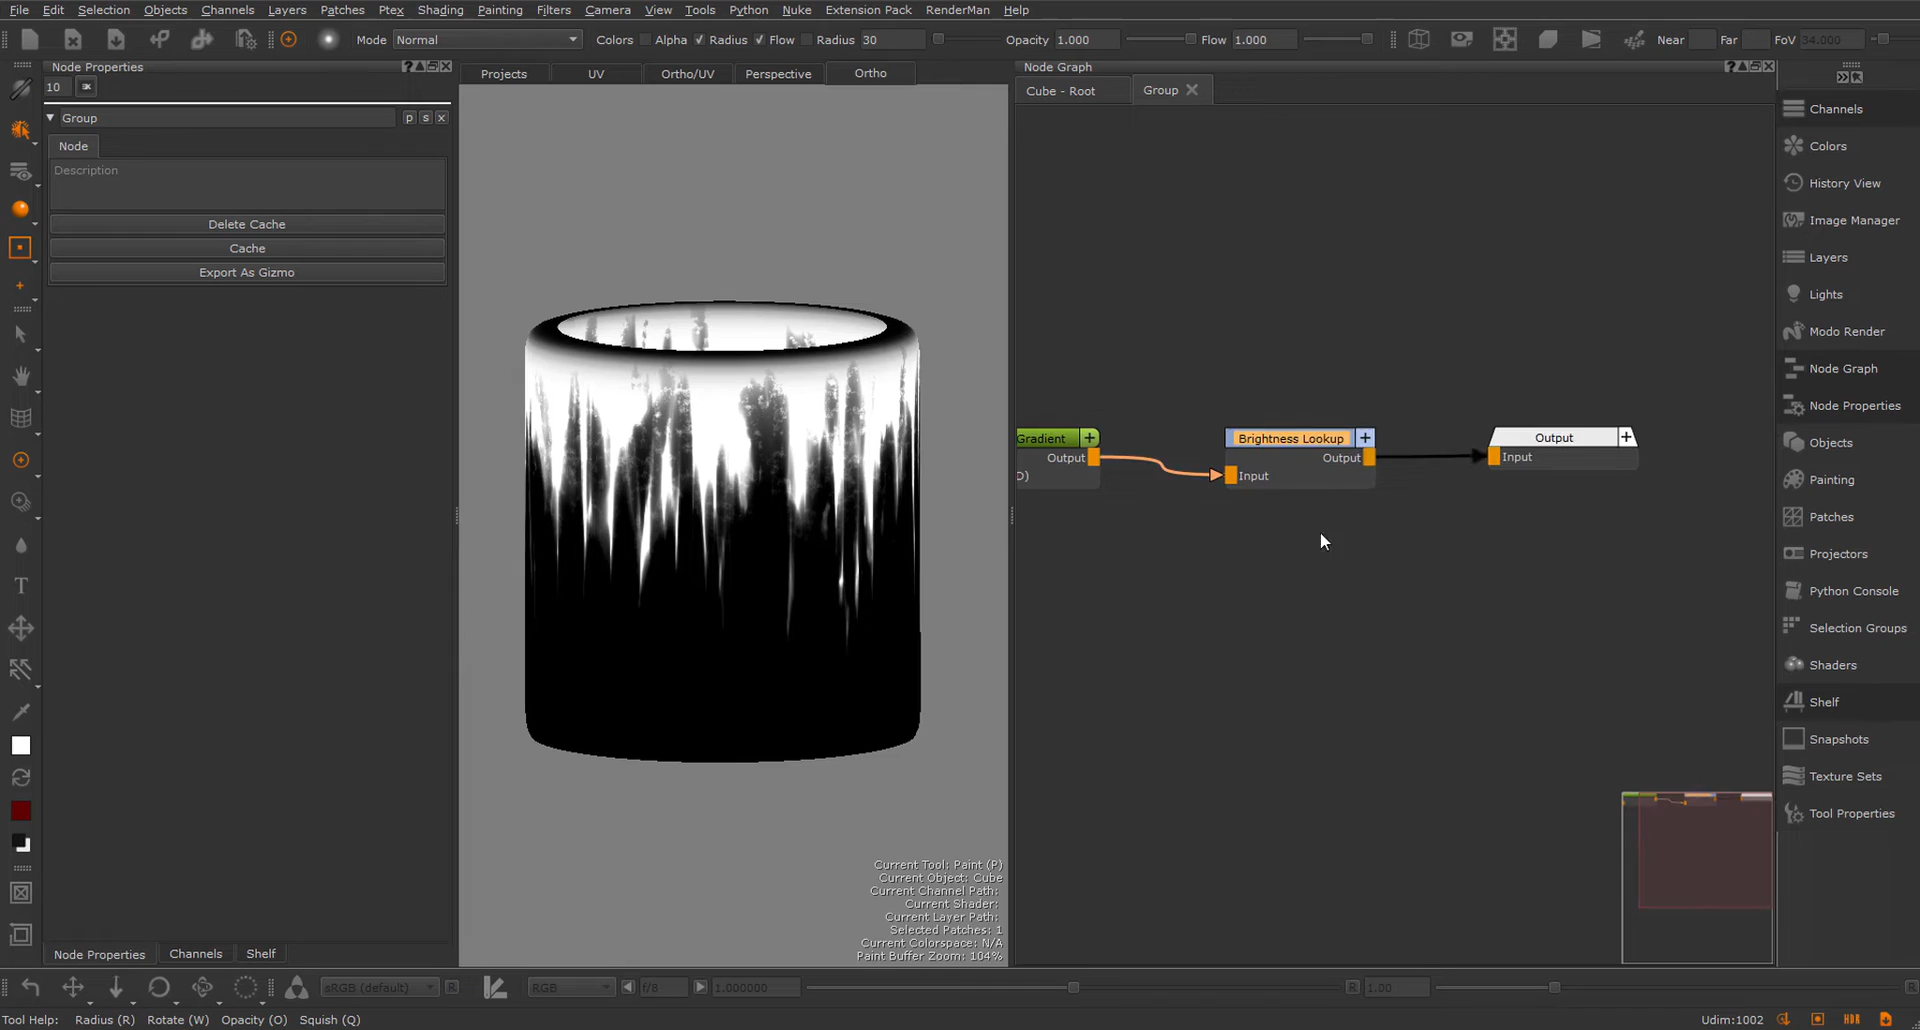 File Edit Selection Objects Channels Layers Patches Ptex Shading Painting Filters Camera View Tools Python Nuke Extension Pack RenderMan Help
Mode Normal Colors Alpha Radius Flow Radius 30 Opacity 1.000 Flow 1.000 Near Far FoV 34.000
Node Properties
10
Group p s x
Node
Description
Delete Cache
Cache
Export As Gizmo
Projects UV Ortho/UV Perspective Ortho
Node Graph
Cube - Root Group
Gradient +
Output
D)
Brightness Lookup +
Output
Input
Output +
Input
Channels
Colors
History View
Image Manager
Layers
Lights
Modo Render
Node Graph
Node Properties
Objects
Painting
Patches
Projectors
Python Console
Selection Groups
Shaders
Shelf
Snapshots
Texture Sets
Tool Properties
Current Tool: Paint (P)
Current Object: Cube
Current Channel Path:
Current Shader:
Current Layer Path:
Selected Patches: 1
Current Colorspace: N/A
Paint Buffer Zoom: 104%
Node Properties Channels Shelf
sRGB (default) R RGB f/8 1.000000 R 1.00 R
Tool Help: Radius (R) Rotate (W) Opacity (O) Squish (Q) Udim:1002 HDR